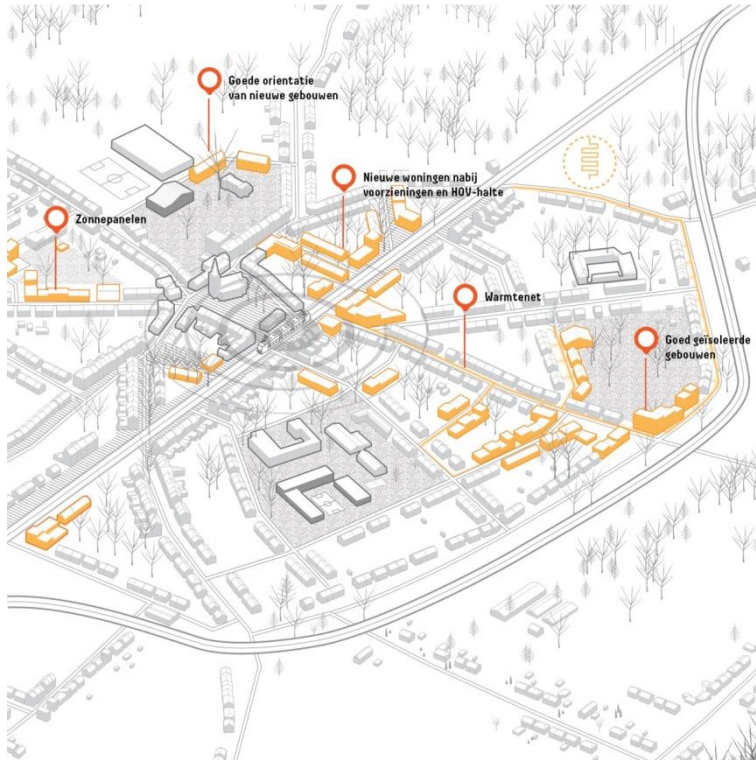 Goede orientatie
van nieuwe gebouwen
Nieuwe woningen nabij
voorzieningen en HOV-halte
Zonnepanelen
Warmtenet
Goed geïsoleerde
gebouwen